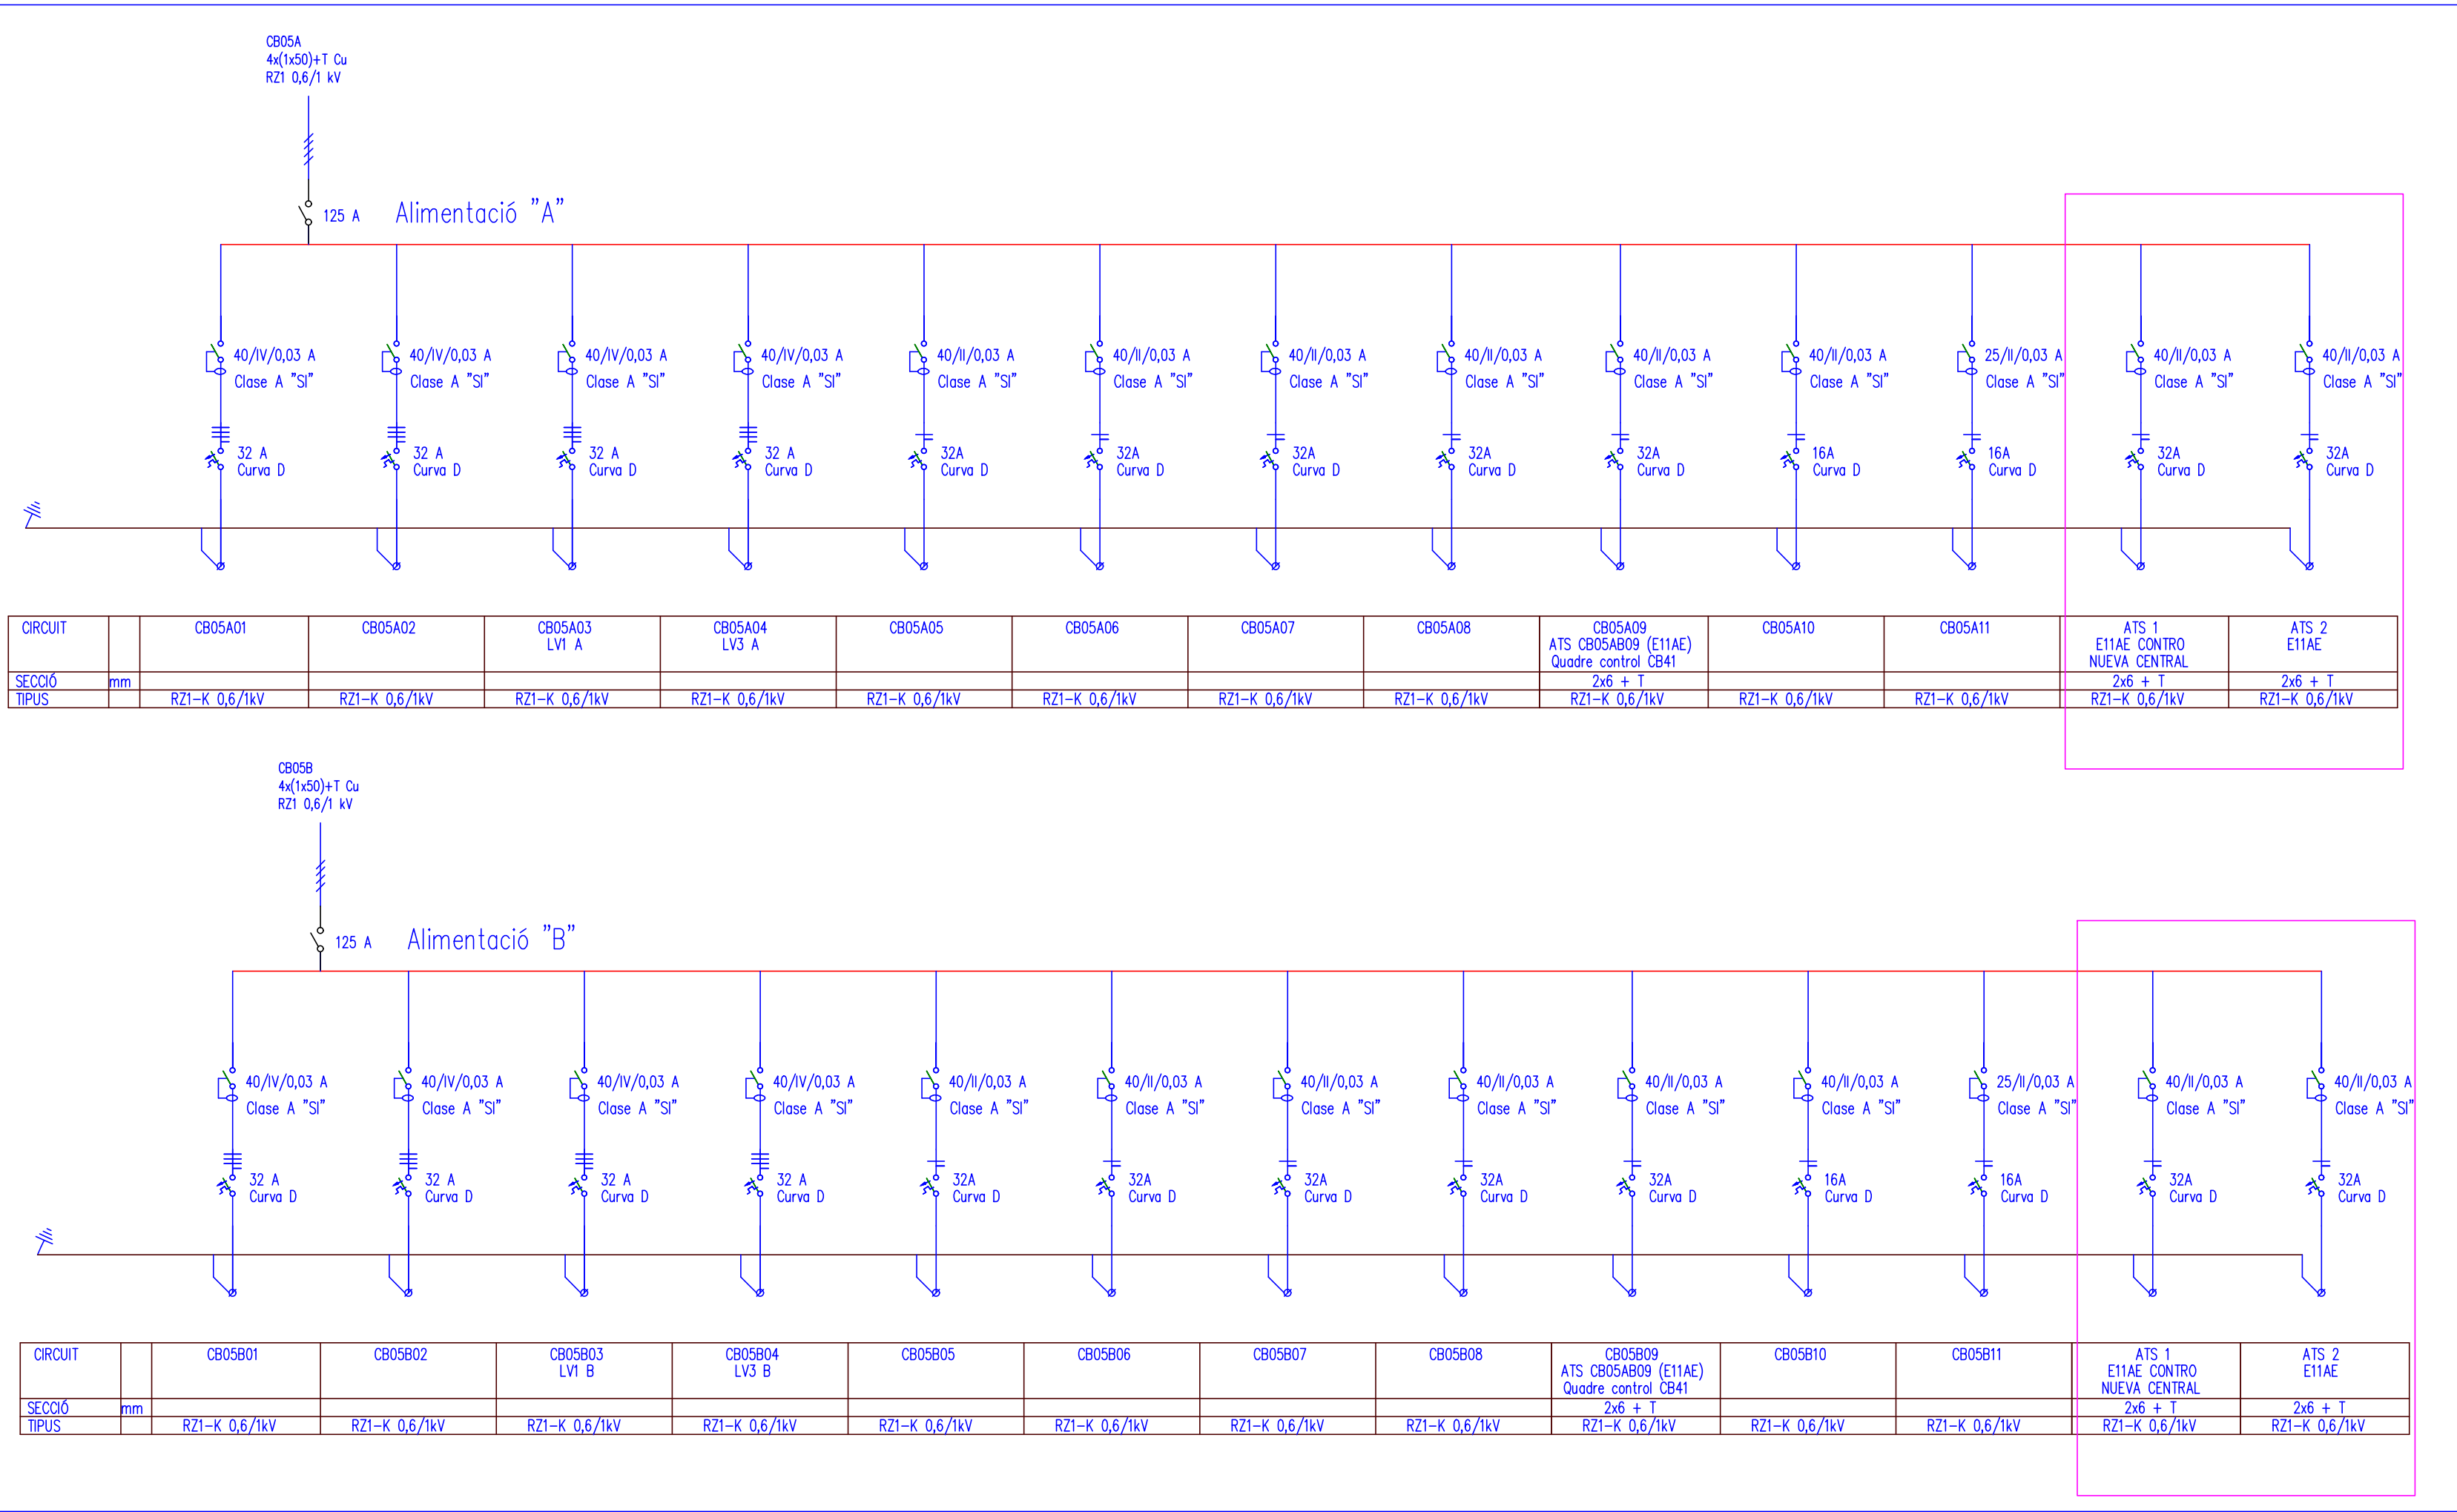 CB05A
4x(1x50)+T Cu
RZ1 0,6/1 kV
125 A Alimentació "A"
40/IV/0,03 A 40/IV/0,03 A 40/IV/0,03 A 40/IV/0,03 A 40/II/0,03 A 40/II/0,03 A 40/II/0,03 A 40/II/0,03 A 40/II/0,03 A 40/II/0,03 A 25/II/0,03 A 40/II/0,03 A 40/II/0,03 A
Clase A "SI" Clase A "SI" Clase A "SI" Clase A "SI" Clase A "SI" Clase A "SI" Clase A "SI" Clase A "SI" Clase A "SI" Clase A "SI" Clase A "SI" Clase A "SI" Clase A "SI"
32 A 32 A 32 A 32 A 32A 32A 32A 32A 32A 16A 16A 32A 32A
Curva D Curva D Curva D Curva D Curva D Curva D Curva D Curva D Curva D Curva D Curva D Curva D Curva D
CIRCUIT CB05A01 CB05A02 CB05A03 CB05A04 CB05A05 CB05A06 CB05A07 CB05A08 CB05A09 CB05A10 CB05A11 ATS 1 ATS 2
LV1 A LV3 A ATS CB05AB09 (E11AE) E11AE CONTRO E11AE
Quadre control CB41 NUEVA CENTRAL
SECCIÓ mm 2x6 + T 2x6 + T 2x6 + T
TIPUS RZ1-K 0,6/1kV RZ1-K 0,6/1kV RZ1-K 0,6/1kV RZ1-K 0,6/1kV RZ1-K 0,6/1kV RZ1-K 0,6/1kV RZ1-K 0,6/1kV RZ1-K 0,6/1kV RZ1-K 0,6/1kV RZ1-K 0,6/1kV RZ1-K 0,6/1kV RZ1-K 0,6/1kV RZ1-K 0,6/1kV
CB05B
4x(1x50)+T Cu
RZ1 0,6/1 kV
125 A Alimentació "B"
40/IV/0,03 A 40/IV/0,03 A 40/IV/0,03 A 40/IV/0,03 A 40/II/0,03 A 40/II/0,03 A 40/II/0,03 A 40/II/0,03 A 40/II/0,03 A 40/II/0,03 A 25/II/0,03 A 40/II/0,03 A 40/II/0,03 A
Clase A "SI" Clase A "SI" Clase A "SI" Clase A "SI" Clase A "SI" Clase A "SI" Clase A "SI" Clase A "SI" Clase A "SI" Clase A "SI" Clase A "SI" Clase A "SI" Clase A "SI"
32 A 32 A 32 A 32 A 32A 32A 32A 32A 32A 16A 16A 32A 32A
Curva D Curva D Curva D Curva D Curva D Curva D Curva D Curva D Curva D Curva D Curva D Curva D Curva D
CIRCUIT CB05B01 CB05B02 CB05B03 CB05B04 CB05B05 CB05B06 CB05B07 CB05B08 CB05B09 CB05B10 CB05B11 ATS 1 ATS 2
LV1 B LV3 B ATS CB05AB09 (E11AE) E11AE CONTRO E11AE
Quadre control CB41 NUEVA CENTRAL
SECCIÓ mm 2x6 + T 2x6 + T 2x6 + T
TIPUS RZ1-K 0,6/1kV RZ1-K 0,6/1kV RZ1-K 0,6/1kV RZ1-K 0,6/1kV RZ1-K 0,6/1kV RZ1-K 0,6/1kV RZ1-K 0,6/1kV RZ1-K 0,6/1kV RZ1-K 0,6/1kV RZ1-K 0,6/1kV RZ1-K 0,6/1kV RZ1-K 0,6/1kV RZ1-K 0,6/1kV